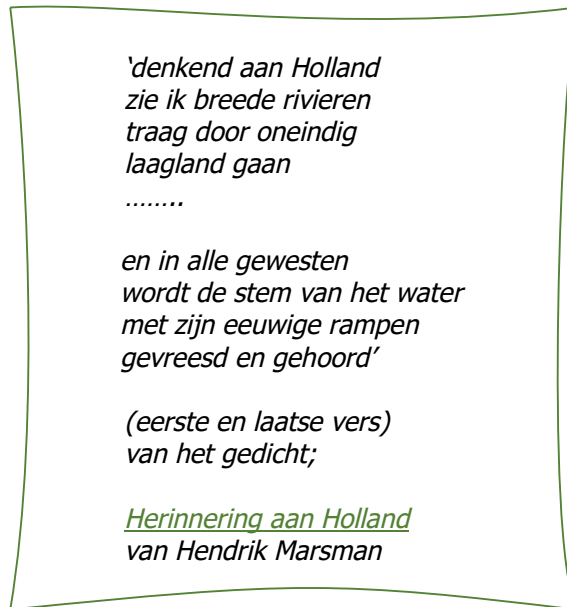 ‘denkend aan Holland
zie ik breede rivieren
traag door oneindig
laagland gaan
……..
en in alle gewesten
wordt de stem van het water
met zijn eeuwige rampen
gevreesd en gehoord’
(eerste en laatse vers)
van het gedicht;
Herinnering aan Holland
van Hendrik Marsman